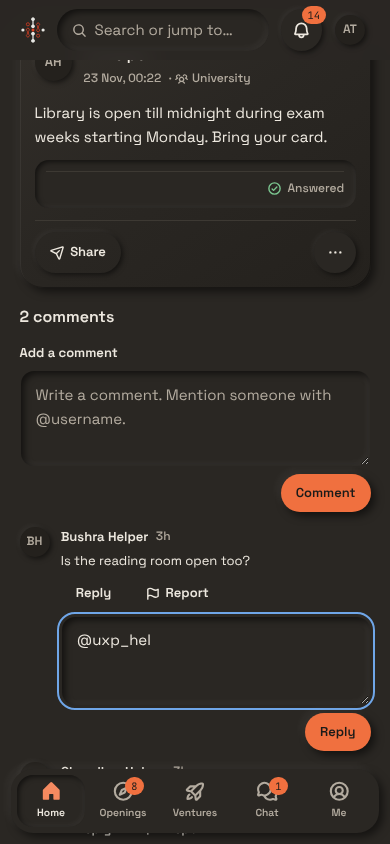 Search or jump to...
14
AT
AH
23 Nov, 00:22 · University
Library is open till midnight during exam
weeks starting Monday. Bring your card.
Answered
Share
...
2 comments
Add a comment
Write a comment. Mention someone with
@username.
Comment
BH
Bushra Helper 3h
Is the reading room open too?
Reply
Report
@uxp_hel
Reply
8
1
Home
Openings
Ventures
Chat
Me